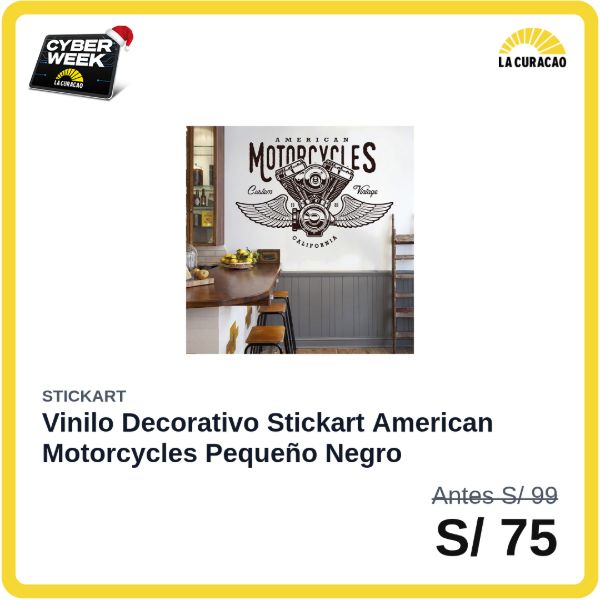 CYBER
WEEK
LA CURACAO
LA CURACAO
AMERICAN
MOTORCYCLES
Custom Vintage
CALIFORNIA
STICKART
Vinilo Decorativo Stickart American
Motorcycles Pequeño Negro
Antes S/ 99
S/ 75